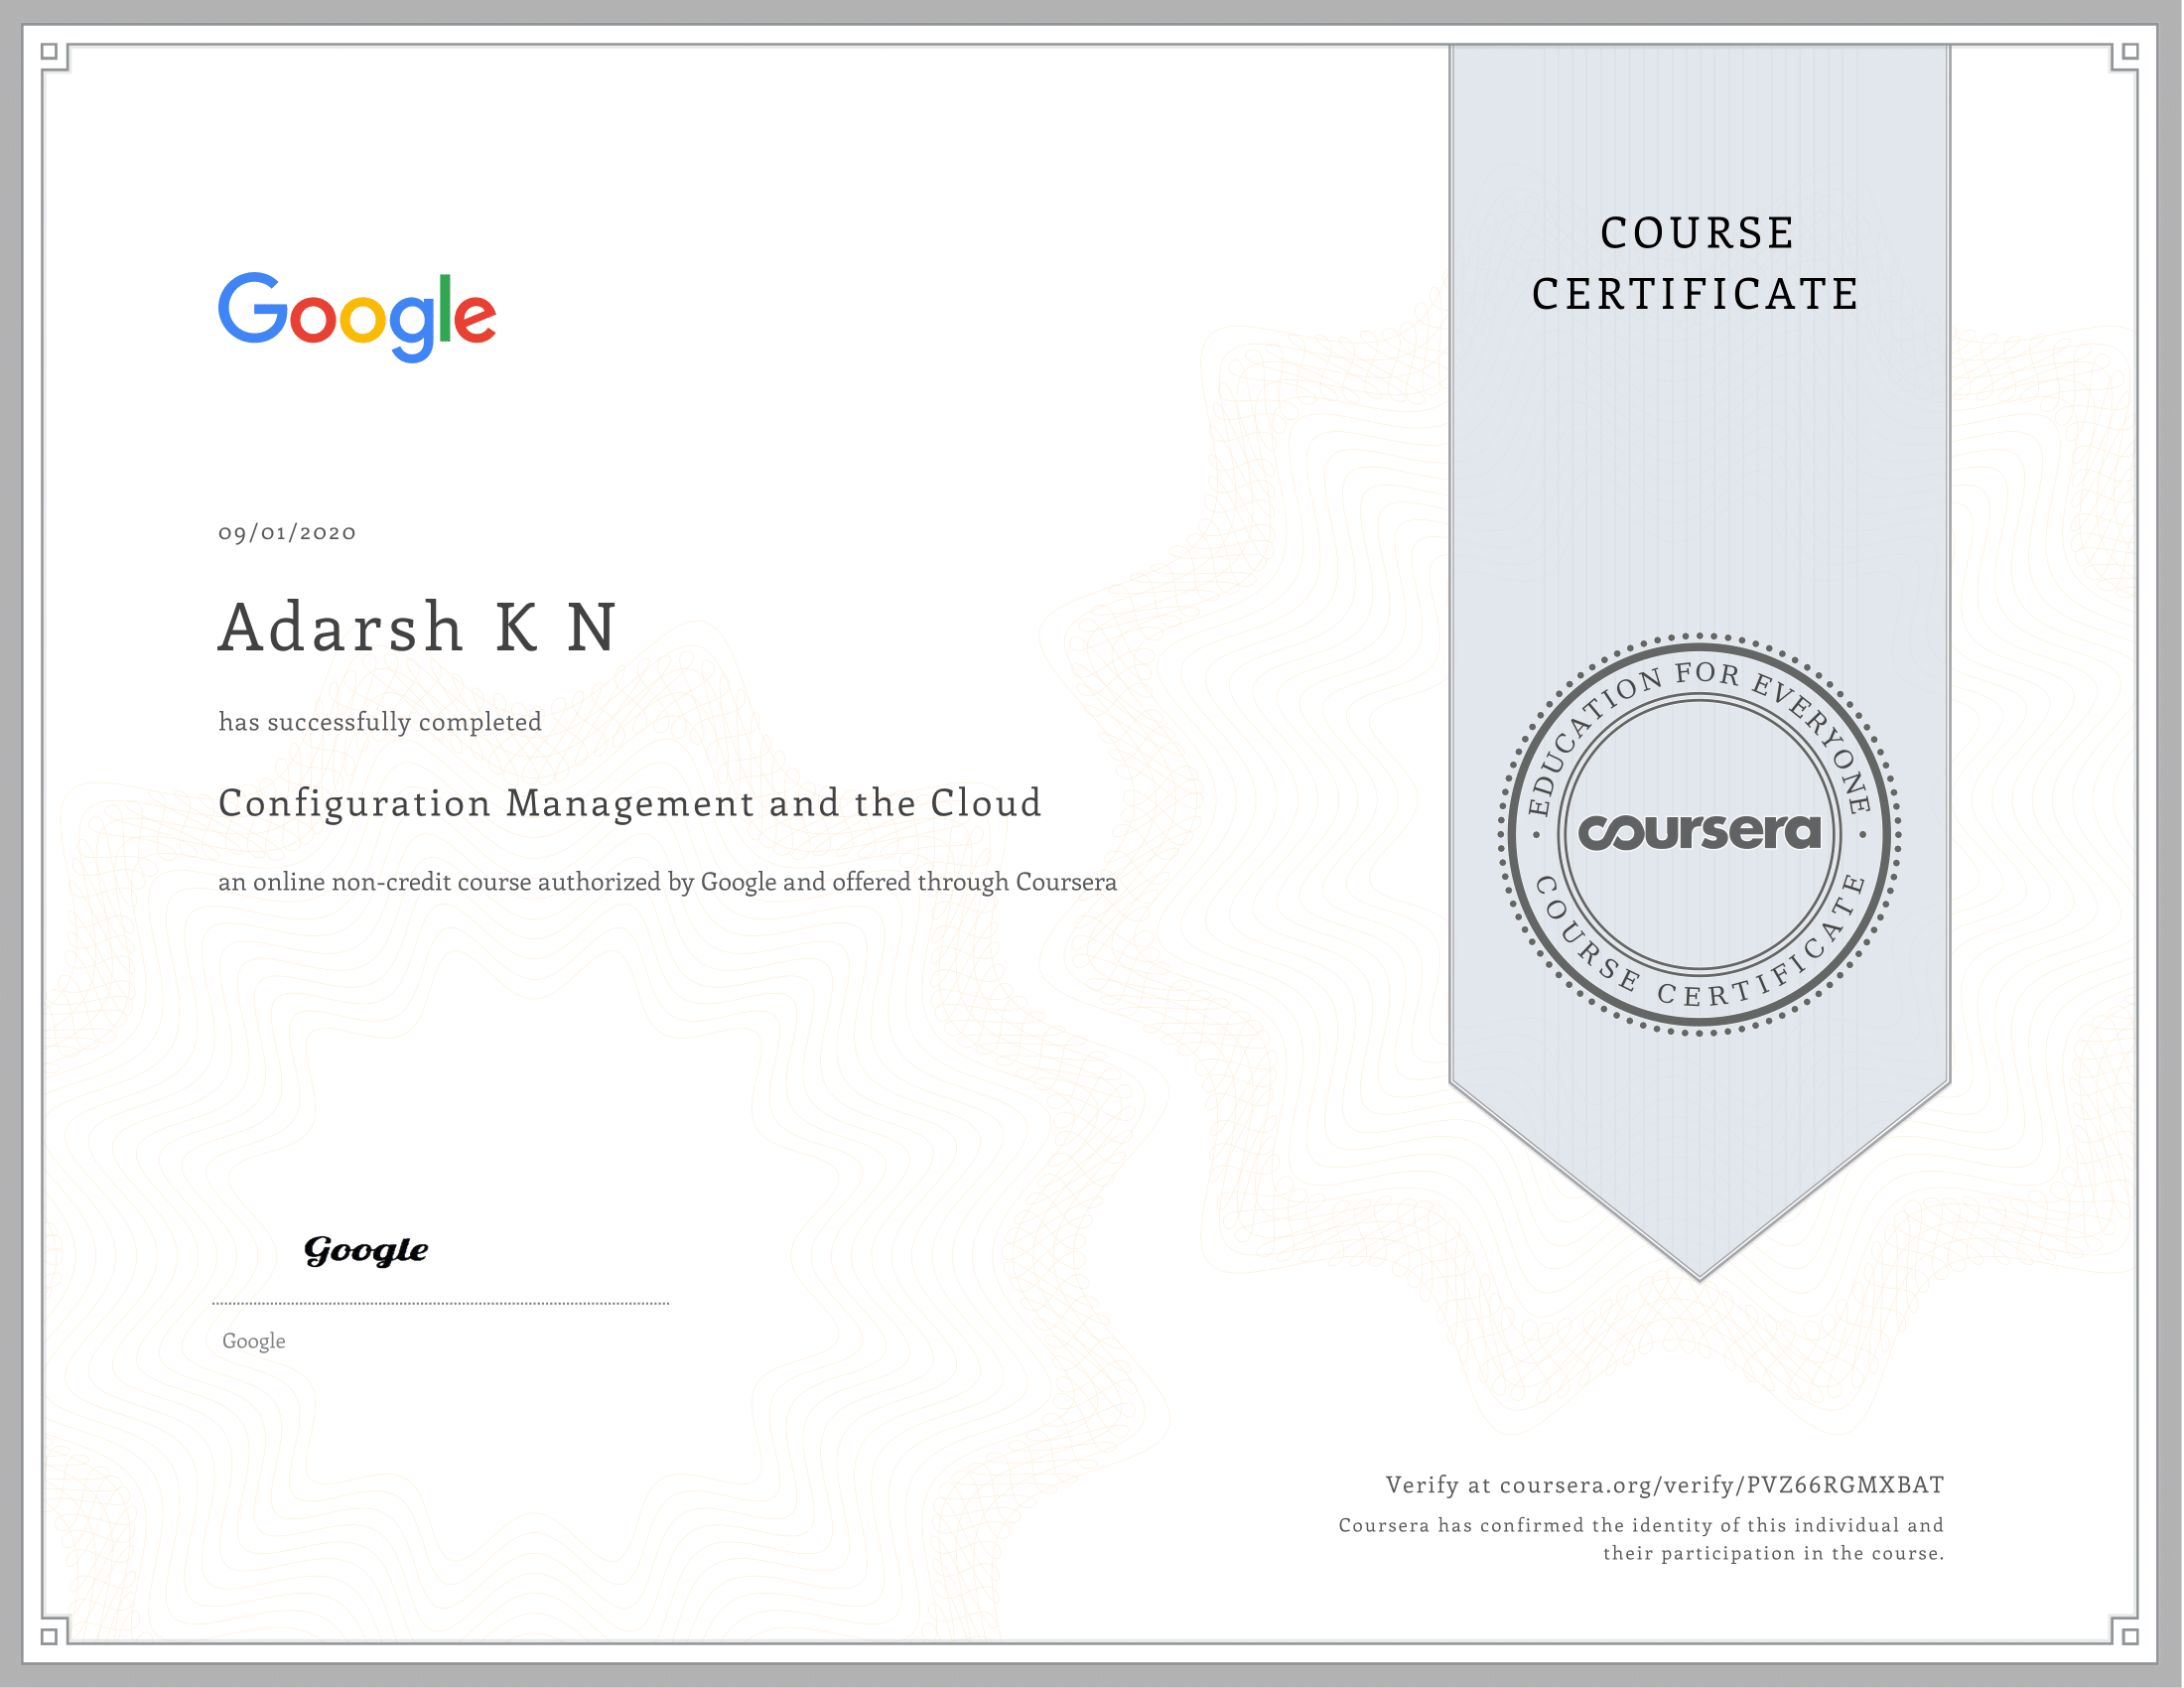 Google
09/01/2020
Adarsh K N
has successfully completed
Configuration Management and the Cloud
an online non-credit course authorized by Google and offered through Coursera
Google
Google
COURSE
CERTIFICATE
EDUCATION FOR EVERYONE
coursera
COURSE CERTIFICATE
Verify at coursera.org/verify/PVZ66RGMXBAT
Coursera has confirmed the identity of this individual and
their participation in the course.